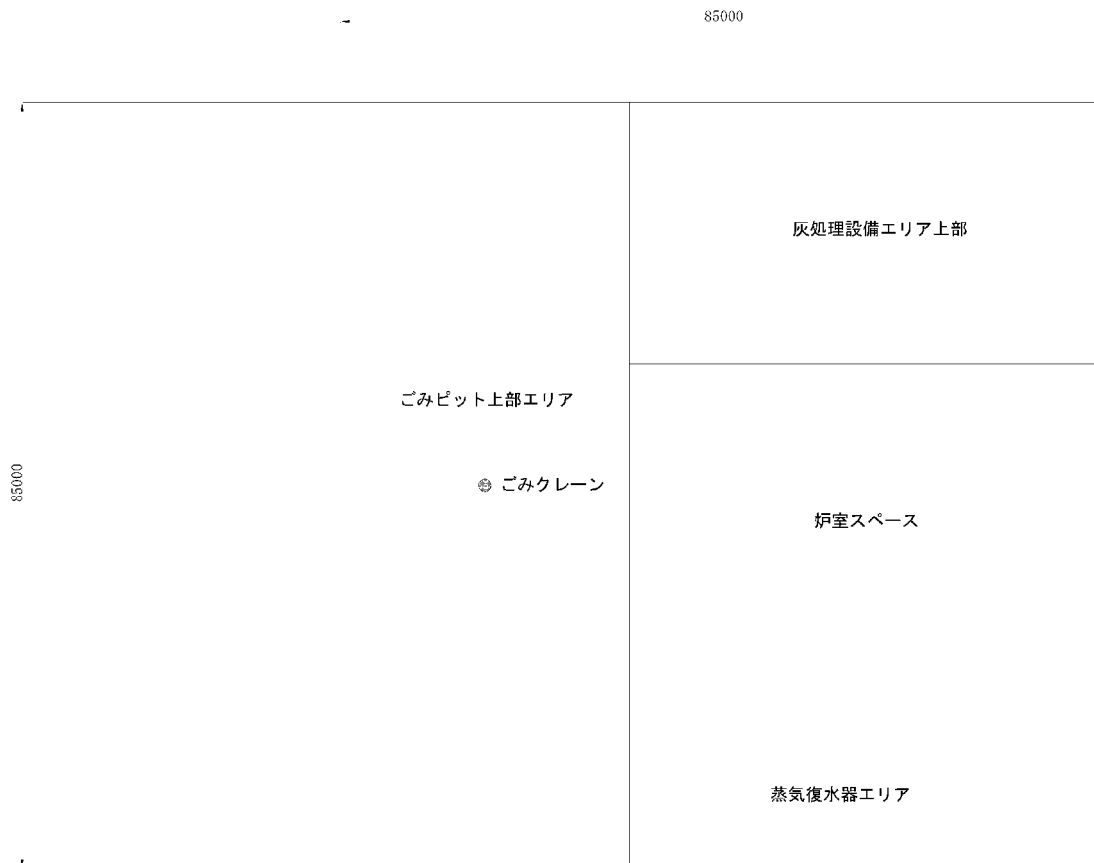 85000
灰処理設備エリア上部
ごみピット上部エリア
85000
ごみクレーン
炉室スペース
蒸気復水器エリア